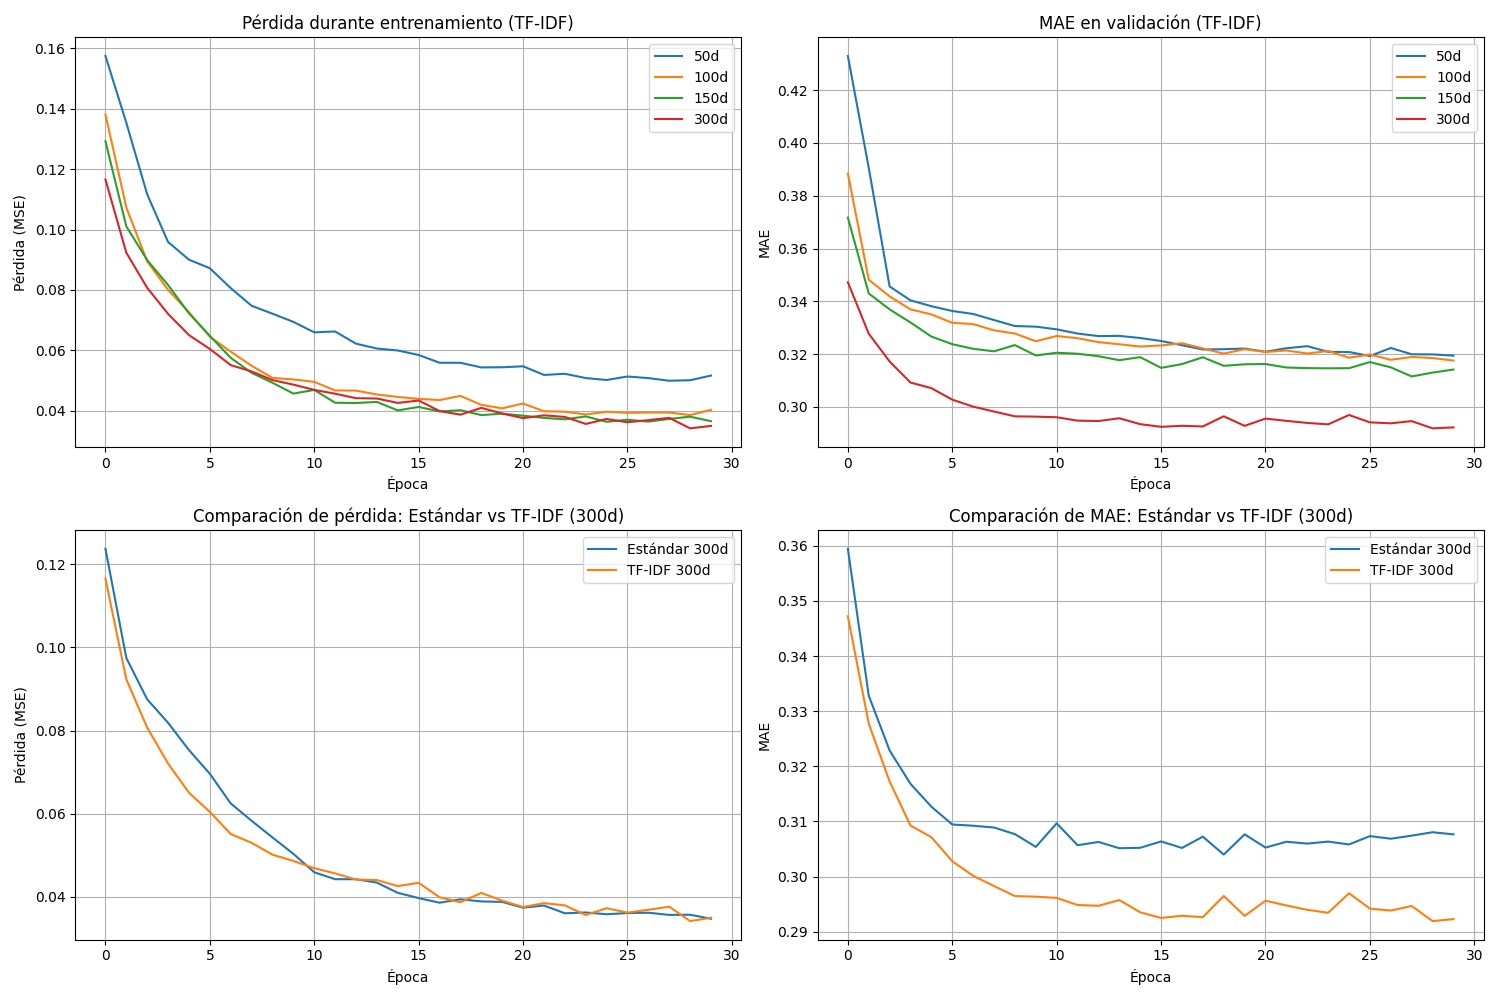 Pérdida durante entrenamiento (TF-IDF)
0.16
0.14
0.12
0.10
0.08
0.06
0.04
Pérdida (MSE)
0 5 10 15 20 25 30
Época
50d
100d
150d
300d
MAE en validación (TF-IDF)
0.42
0.40
0.38
0.36
0.34
0.32
0.30
MAE
0 5 10 15 20 25 30
Época
50d
100d
150d
300d
Comparación de pérdida: Estándar vs TF-IDF (300d)
0.12
0.10
0.08
0.06
0.04
Pérdida (MSE)
0 5 10 15 20 25 30
Época
Estándar 300d
TF-IDF 300d
Comparación de MAE: Estándar vs TF-IDF (300d)
0.36
0.35
0.34
0.33
0.32
0.31
0.30
0.29
MAE
0 5 10 15 20 25 30
Época
Estándar 300d
TF-IDF 300d